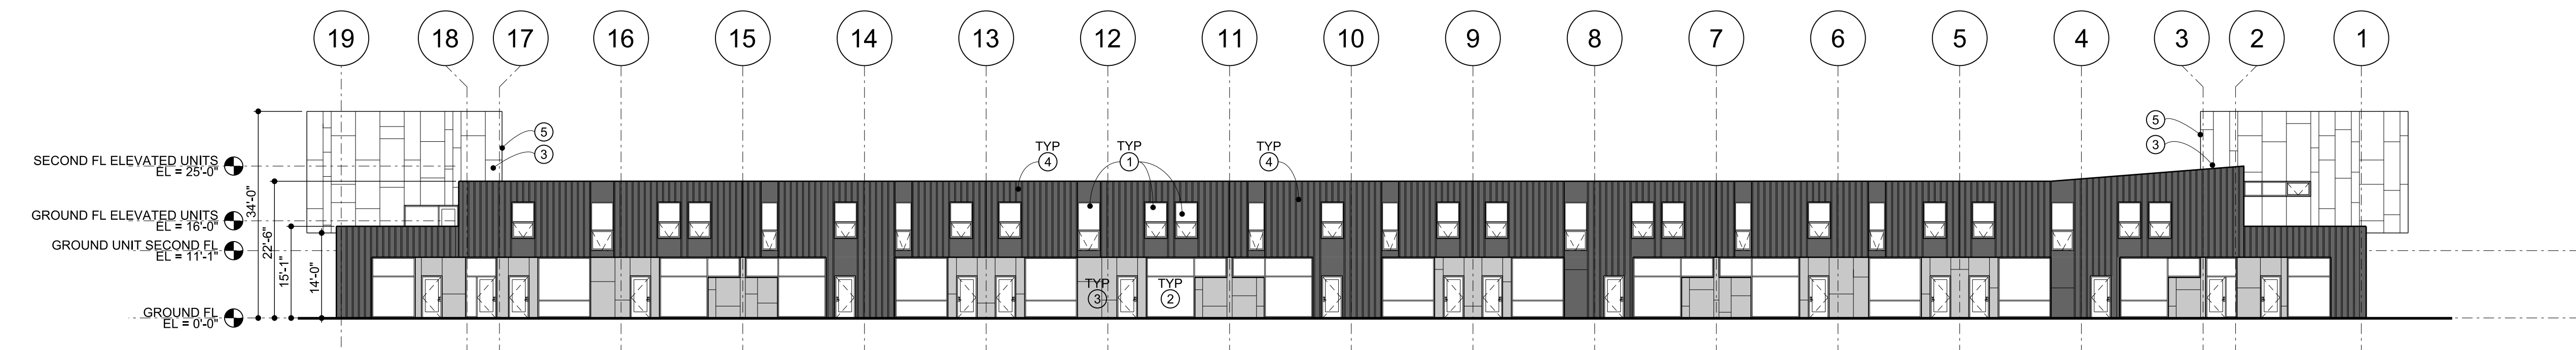 19
18
17
16
15
14
13
12
11
10
9
8
7
6
5
4
3
2
1
5
3
TYP
4
TYP
1
TYP
4
5
3
SECOND FL ELEVATED UNITS
EL = 25'-0"
GROUND FL ELEVATED UNITS
EL = 16'-0"
GROUND UNIT SECOND FL
EL = 11'-1"
GROUND FL
EL = 0'-0"
34'-0"
22'-6"
15'-1"
14'-0"
TYP
3
TYP
2